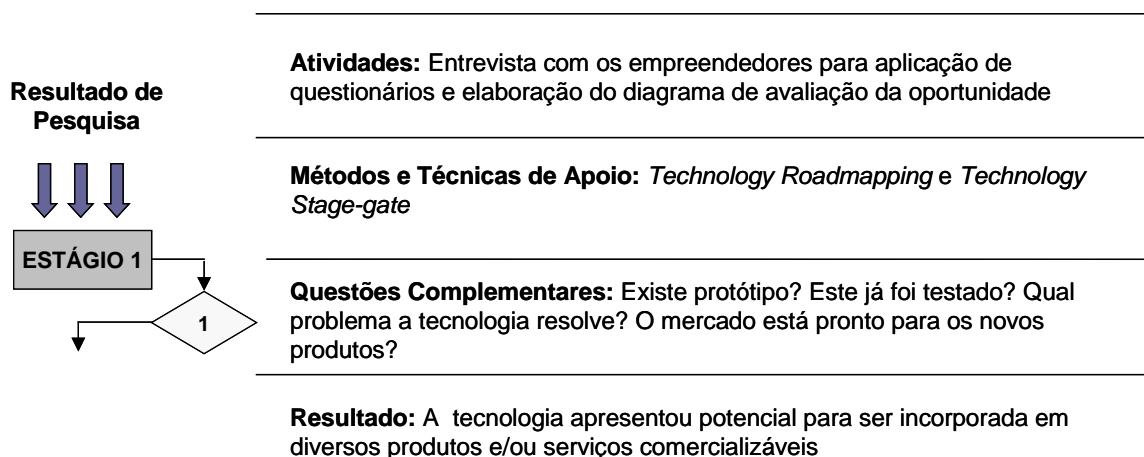 Resultado de
Pesquisa
ESTÁGIO 1
1
Atividades: Entrevista com os empreendedores para aplicação de
questionários e elaboração do diagrama de avaliação da oportunidade
Métodos e Técnicas de Apoio: Technology Roadmapping e Technology
Stage-gate
Questões Complementares: Existe protótipo? Este já foi testado? Qual
problema a tecnologia resolve? O mercado está pronto para os novos
produtos?
Resultado: A tecnologia apresentou potencial para ser incorporada em
diversos produtos e/ou serviços comercializáveis